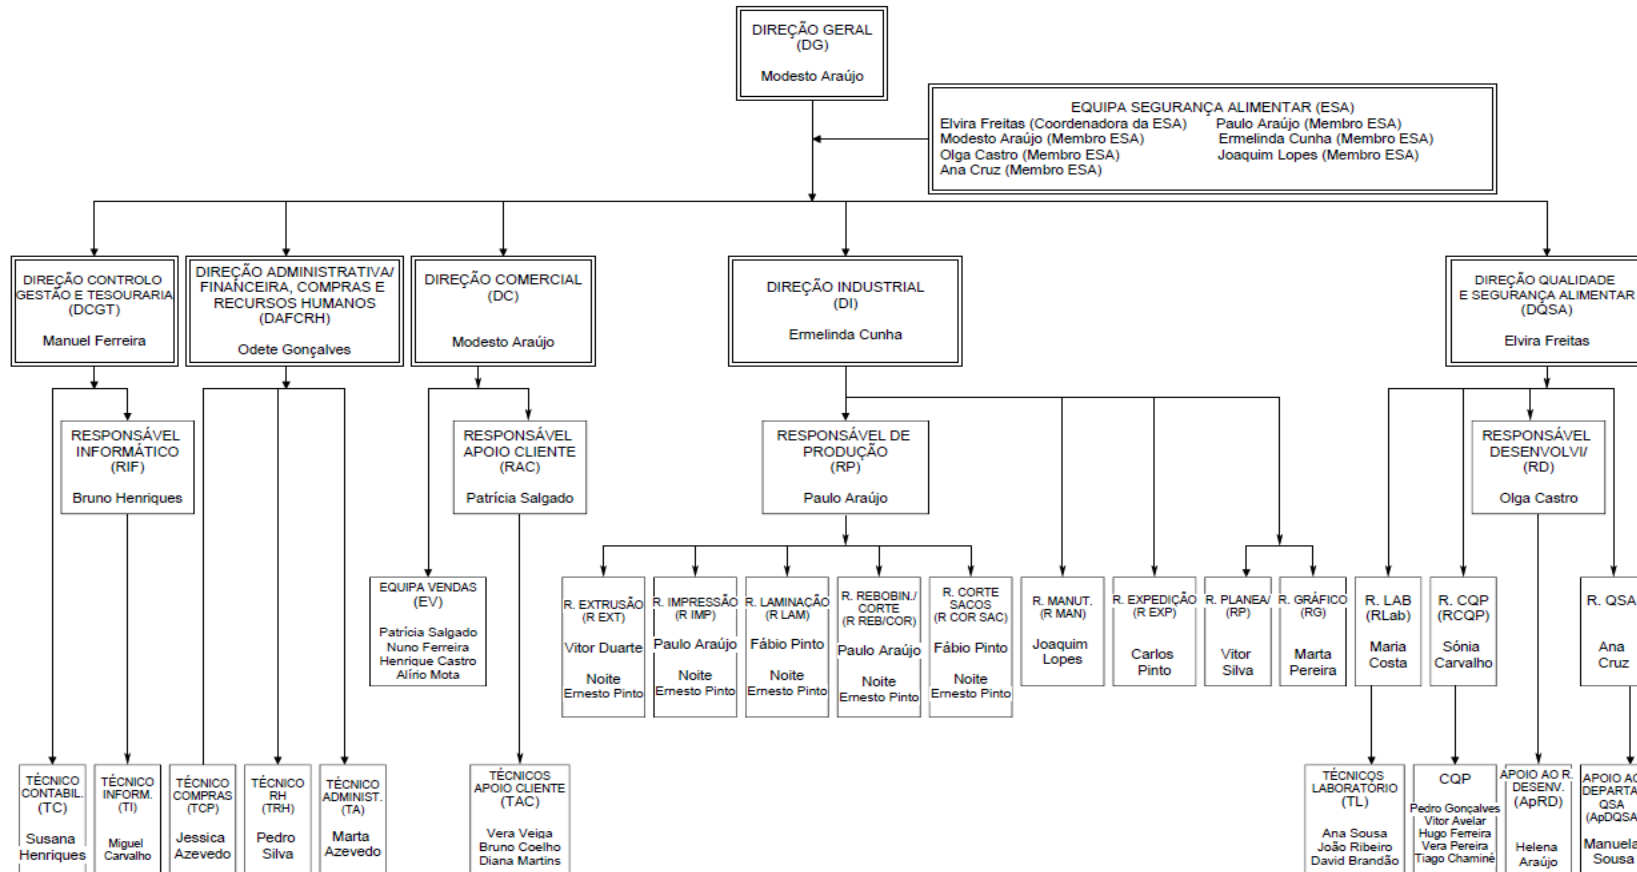 DIREÇÃO GERAL
(DG)
Modesto Araújo
EQUIPA SEGURANÇA ALIMENTAR (ESA)
Elvira Freitas (Coordenadora da ESA) Paulo Araújo (Membro ESA)
Modesto Araújo (Membro ESA) Ermelinda Cunha (Membro ESA)
Olga Castro (Membro ESA) Joaquim Lopes (Membro ESA)
Ana Cruz (Membro ESA)
DIREÇÃO CONTROLO
GESTÃO E TESOURARIA
(DCGT)
Manuel Ferreira
DIREÇÃO ADMINISTRATIVA/
FINANCEIRA, COMPRAS E
RECURSOS HUMANOS
(DAFCRH)
Odete Gonçalves
DIREÇÃO COMERCIAL
(DC)
Modesto Araújo
DIREÇÃO INDUSTRIAL
(DI)
Ermelinda Cunha
DIREÇÃO QUALIDADE
E SEGURANÇA ALIMENTAR
(DQSA)
Elvira Freitas
RESPONSÁVEL
INFORMÁTICO
(RIF)
Bruno Henriques
RESPONSÁVEL
APOIO CLIENTE
(RAC)
Patrícia Salgado
RESPONSÁVEL DE
PRODUÇÃO
(RP)
Paulo Araújo
RESPONSÁVEL
DESENVOLVI/
(RD)
Olga Castro
EQUIPA VENDAS
(EV)
Patrícia Salgado
Nuno Ferreira
Henrique Castro
Alírio Mota
R. EXTRUSÃO
(R EXT)
Vitor Duarte
Noite
Ernesto Pinto
R. IMPRESSÃO
(R IMP)
Paulo Araújo
Noite
Ernesto Pinto
R. LAMINAÇÃO
(R LAM)
Fábio Pinto
Noite
Ernesto Pinto
R. REBOBIN./
CORTE
(R REB/COR)
Paulo Araújo
Noite
Ernesto Pinto
R. CORTE
SACOS
(R COR SAC)
Fábio Pinto
Noite
Ernesto Pinto
R. MANUT.
(R MAN)
Joaquim
Lopes
R. EXPEDIÇÃO
(R EXP)
Carlos
Pinto
R. PLANEA/
(RP)
Vitor
Silva
R. GRÁFICO
(RG)
Marta
Pereira
R. LAB
(RLab)
Maria
Costa
R. CQP
(RCQP)
Sónia
Carvalho
R. QSA
Ana
Cruz
TÉCNICO
CONTABIL.
(TC)
Susana
Henriques
TÉCNICO
INFORM.
(TI)
Miguel
Carvalho
TÉCNICO
COMPRAS
(TCP)
Jessica
Azevedo
TÉCNICO
RH
(TRH)
Pedro
Silva
TÉCNICO
ADMINIST.
(TA)
Marta
Azevedo
TÉCNICOS
APOIO CLIENTE
(TAC)
Vera Veiga
Bruno Coelho
Diana Martins
TÉCNICOS
LABORATÓRIO
(TL)
Ana Sousa
João Ribeiro
David Brandão
CQP
Pedro Gonçalves
Vitor Avelar
Hugo Ferreira
Vera Pereira
Tiago Chaminé
APOIO AO R.
DESENV.
(ApRD)
Helena
Araújo
APOIO AO
DEPARTA
QSA
(ApDQSA
Manuela
Sousa